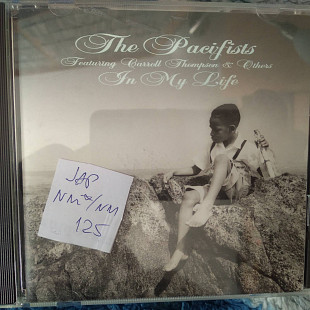 The Pacifists
Featuring Carroll Thompson & Others
In My Life
JAP
NM/NM
125